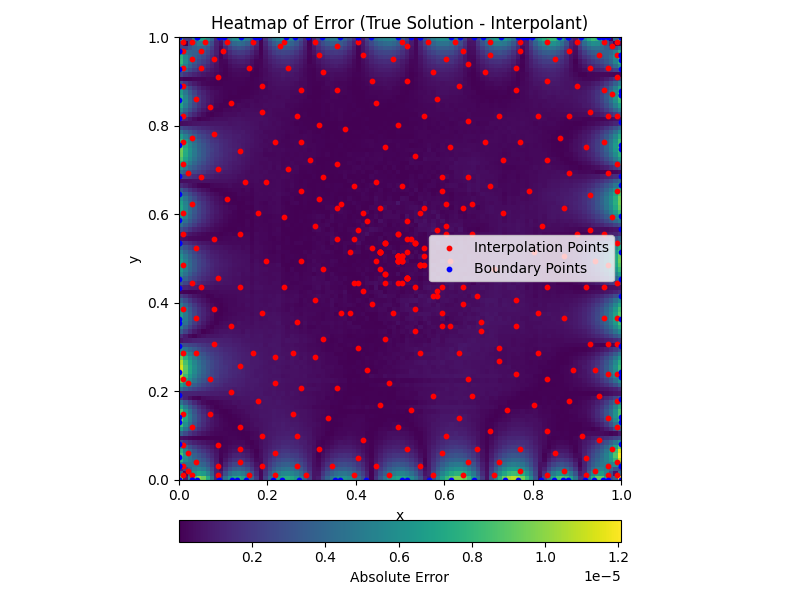 Heatmap of Error (True Solution - Interpolant)
1.0
0.8
0.6
0.4
0.2
0.0
y
Interpolation Points
Boundary Points
0.0 0.2 0.4 0.6 0.8 1.0
x
0.2 0.4 0.6 0.8 1.0 1.2
1e−5
Absolute Error